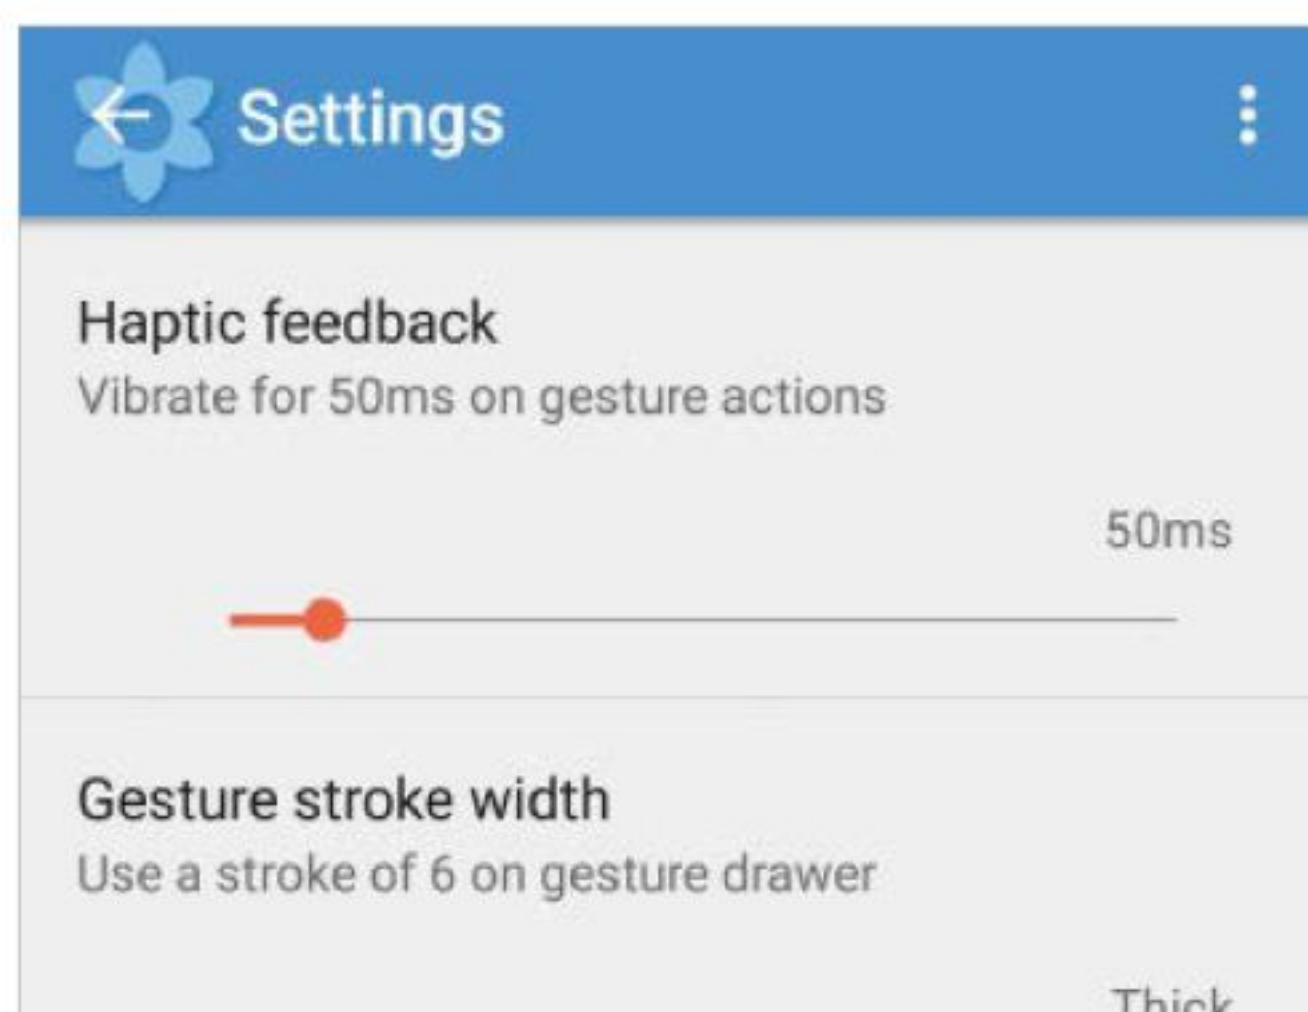 Settings
Haptic feedback
Vibrate for 50ms on gesture actions
50ms
Gesture stroke width
Use a stroke of 6 on gesture drawer
Thick